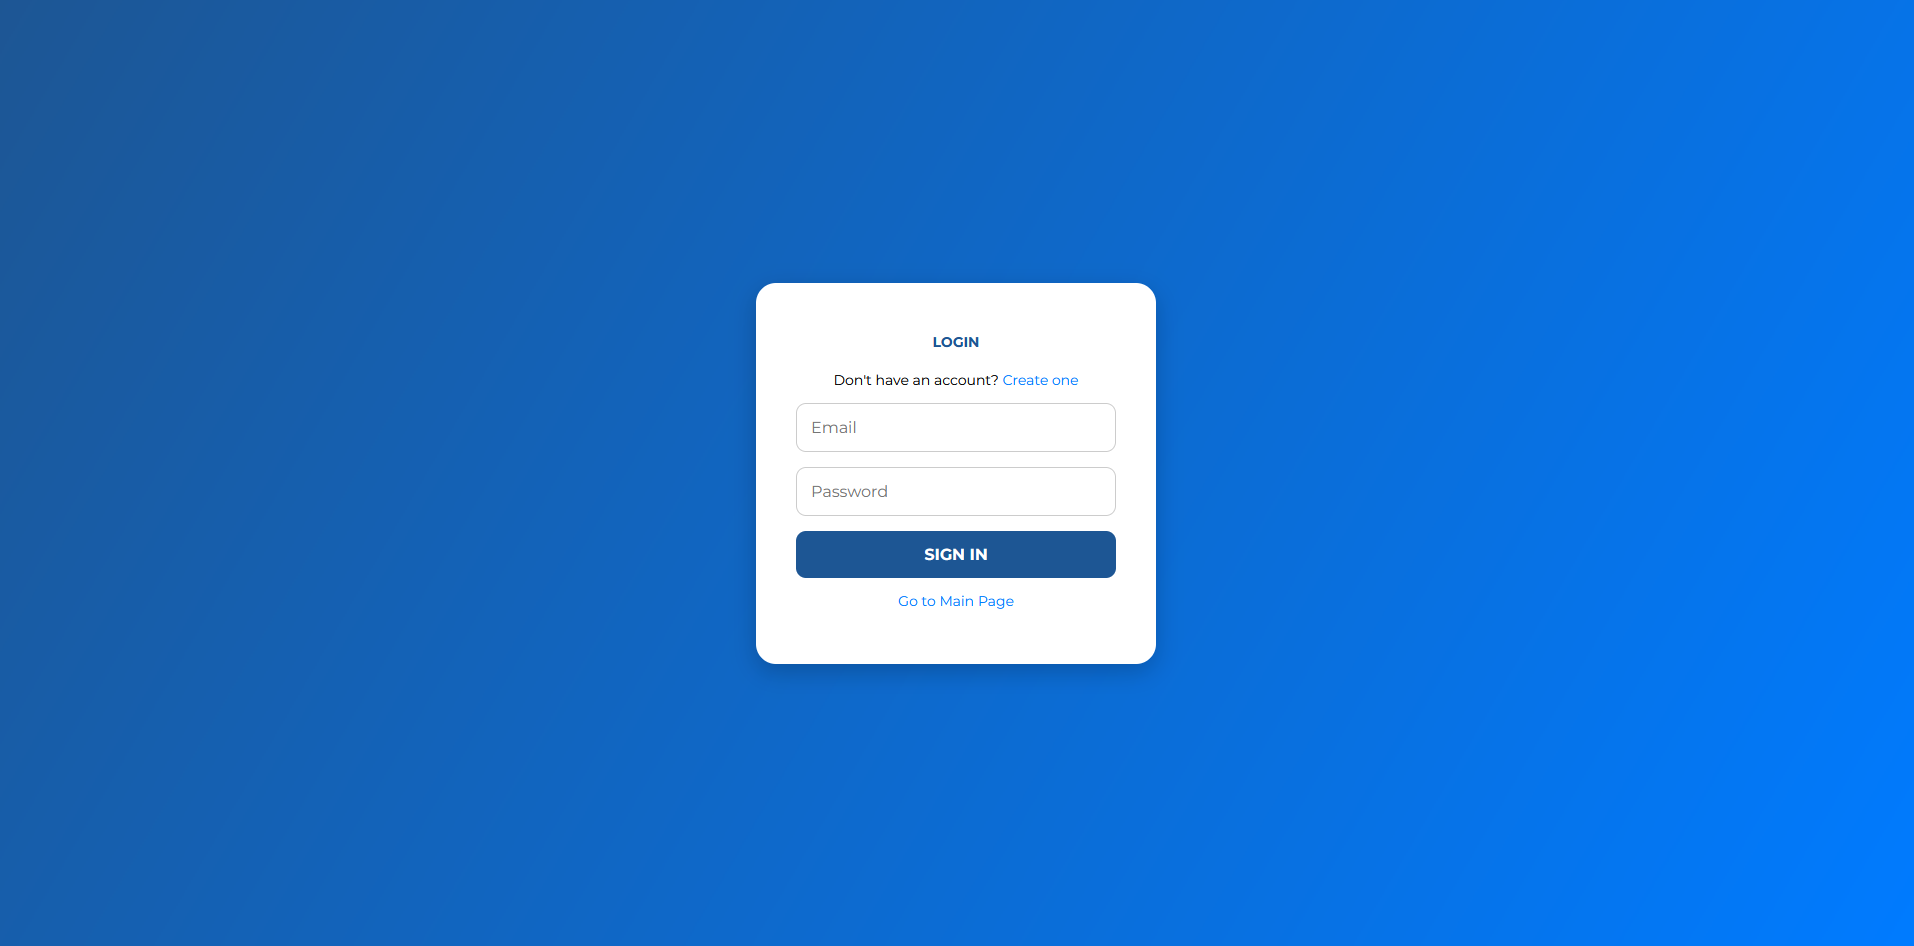 LOGIN
Don't have an account? Create one
Email
Password
SIGN IN
Go to Main Page